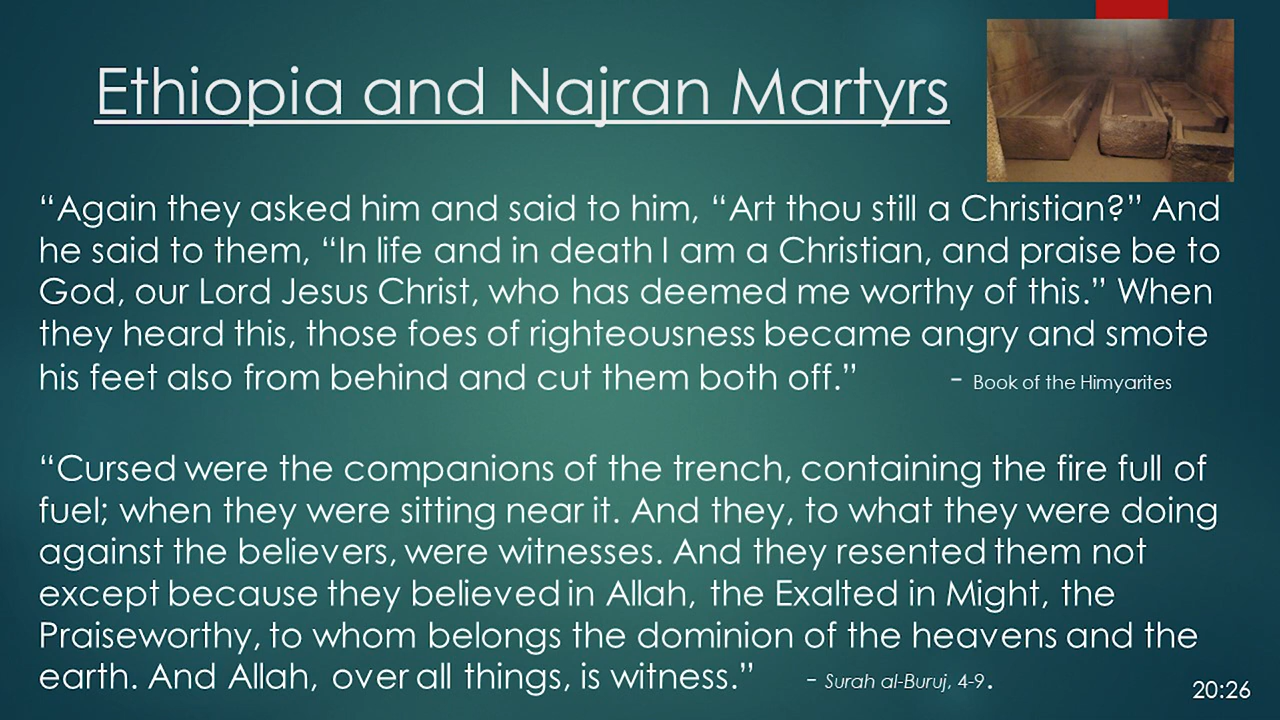 Ethiopia and Najran Martyrs
“Again they asked him and said to him, “Art thou still a Christian?” And
he said to them, “In life and in death I am a Christian, and praise be to
God, our Lord Jesus Christ, who has deemed me worthy of this.” When
they heard this, those foes of righteousness became angry and smote
his feet also from behind and cut them both off.” - Book of the Himyarites
“Cursed were the companions of the trench, containing the fire full of
fuel; when they were sitting near it. And they, to what they were doing
against the believers, were witnesses. And they resented them not
except because they believed in Allah, the Exalted in Might, the
Praiseworthy, to whom belongs the dominion of the heavens and the
earth. And Allah, over all things, is witness.” - Surah al-Buruj, 4-9.
20:26